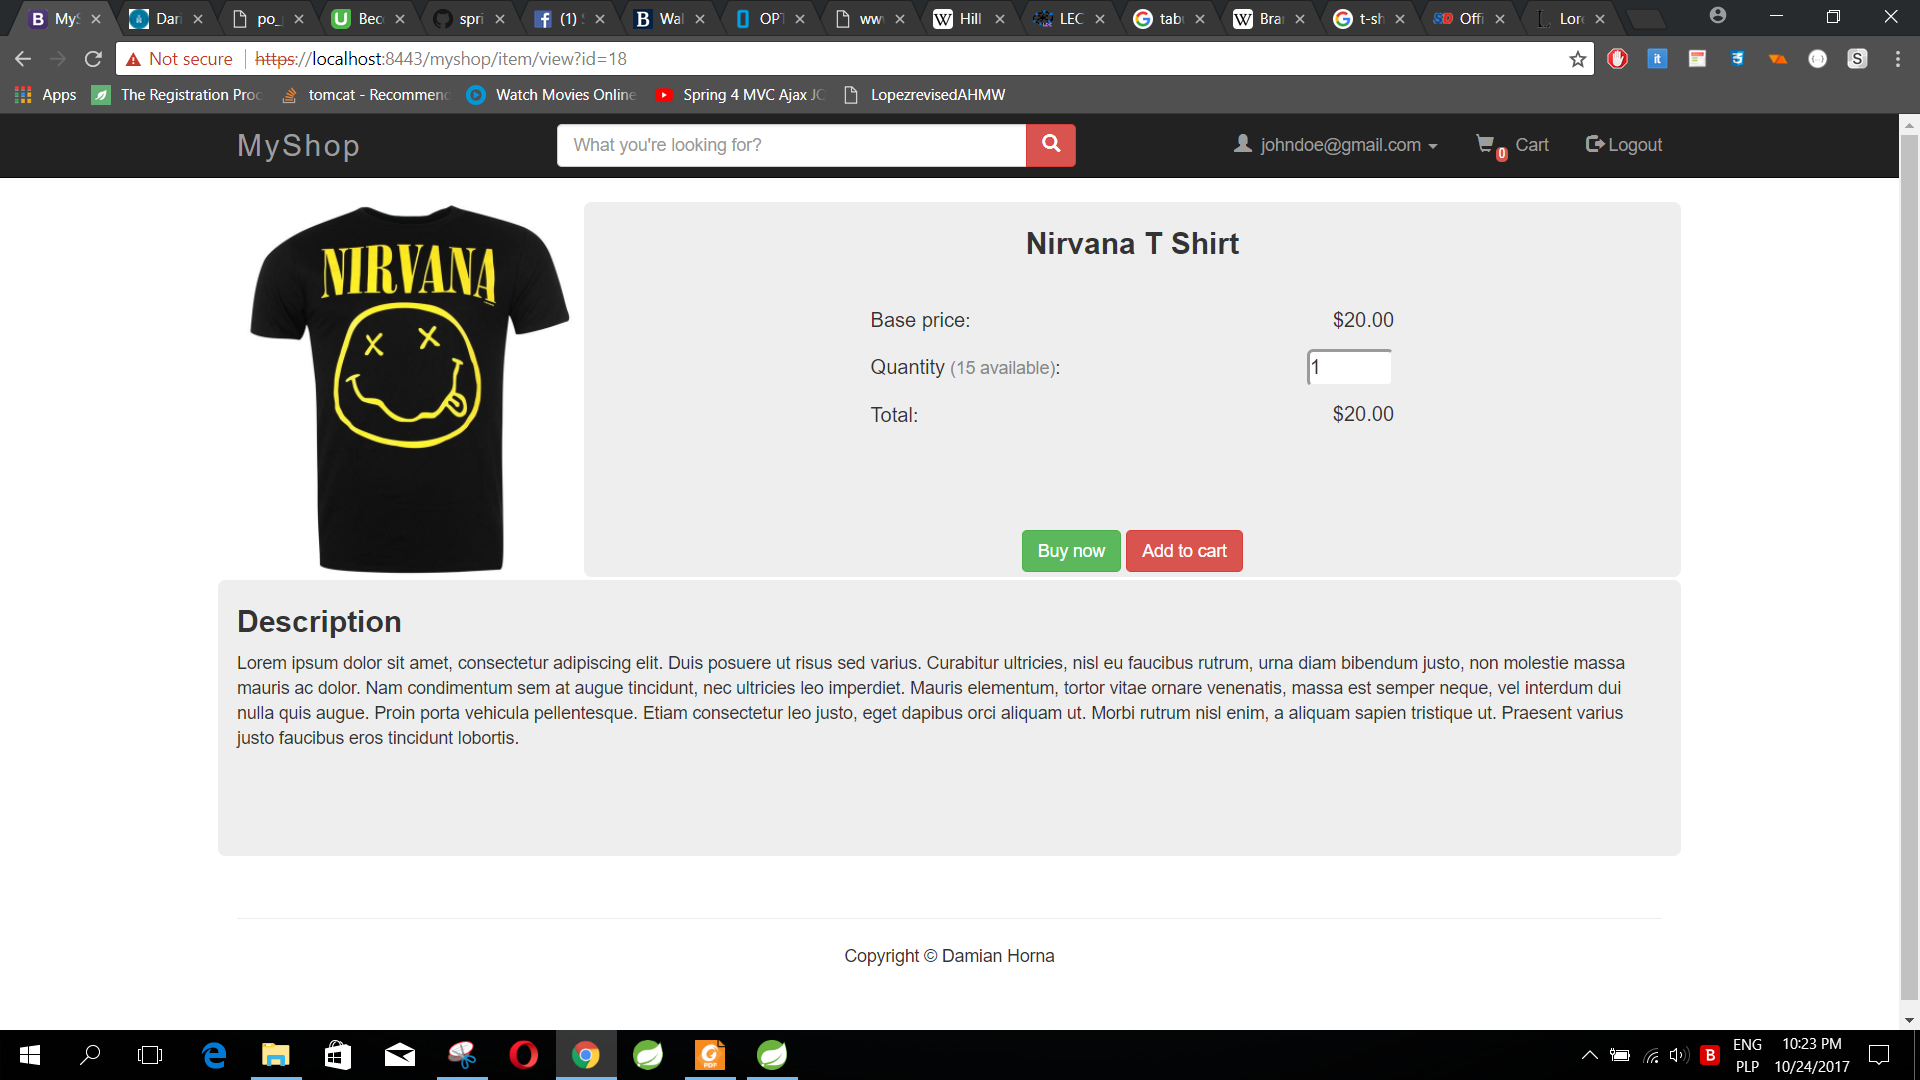 MyS
Dari
po_
Bec
spri
(1)
Wal
OPT
ww
Hill
LEC
tabu
Bra
t-sh
Offi
Lore
Not secure
https://localhost:8443/myshop/item/view?id=18
Apps
The Registration Proc
tomcat - Recommen
Watch Movies Online
Spring 4 MVC Ajax JC
LopezrevisedAHMW
MyShop
What you're looking for?
johndoe@gmail.com
0
Cart
Logout
NIRVANA
Nirvana T Shirt
Base price:
$20.00
Quantity (15 available):
1
Total:
$20.00
Buy now
Add to cart
Description
Lorem ipsum dolor sit amet, consectetur adipiscing elit. Duis posuere ut risus sed varius. Curabitur ultricies, nisl eu faucibus rutrum, urna diam bibendum justo, non molestie massa
mauris ac dolor. Nam condimentum sem at augue tincidunt, nec ultricies leo imperdiet. Mauris elementum, tortor vitae ornare venenatis, massa est semper neque, vel interdum dui
nulla quis augue. Proin porta vehicula pellentesque. Etiam consectetur leo justo, eget dapibus orci aliquam ut. Morbi rutrum nisl enim, a aliquam sapien tristique ut. Praesent varius
justo faucibus eros tincidunt lobortis.
Copyright © Damian Horna
ENG
PLP
10:23 PM
10/24/2017